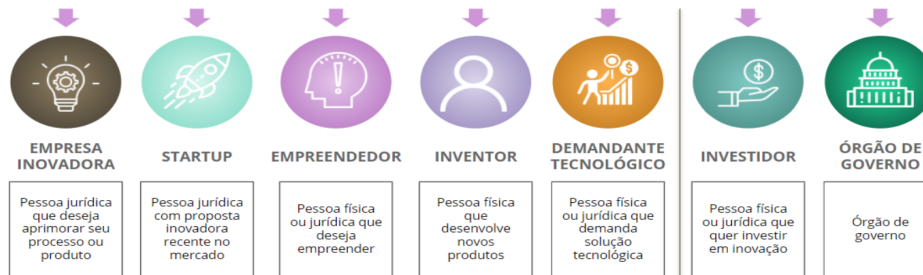 EMPRESA
INOVADORA
STARTUP
EMPREENDEDOR
INVENTOR
DEMANDANTE
TECNOLÓGICO
INVESTIDOR
ÓRGÃO DE
GOVERNO
Pessoa jurídica
que deseja
aprimorar seu
processo ou
produto
Pessoa jurídica
com proposta
inovadora
recente no
mercado
Pessoa física
ou jurídica que
deseja
empreender
Pessoa física
que
desenvolve
novos
produtos
Pessoa física
ou jurídica que
demanda
solução
tecnológica
Pessoa física
ou jurídica que
quer investir
em inovação
Órgão de
governo